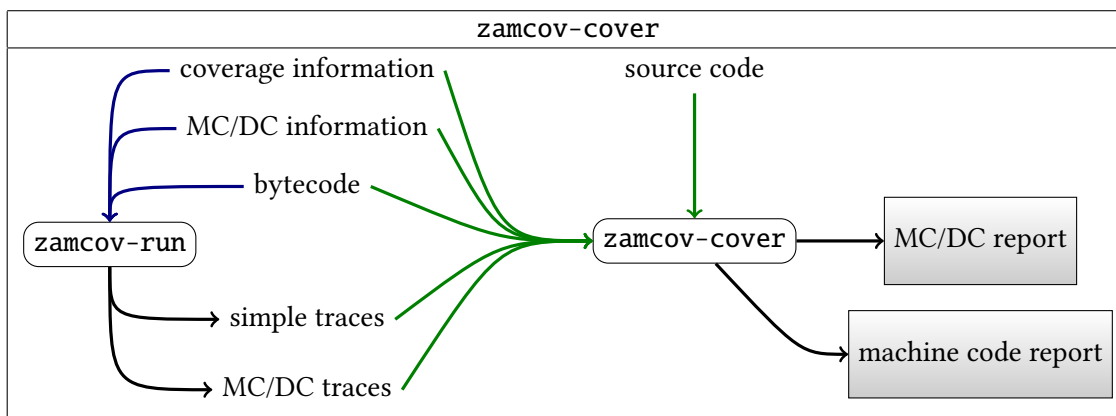 zamcov-cover
coverage information
source code
MC/DC information
bytecode
zamcov-run
zamcov-cover
MC/DC report
simple traces
machine code report
MC/DC traces